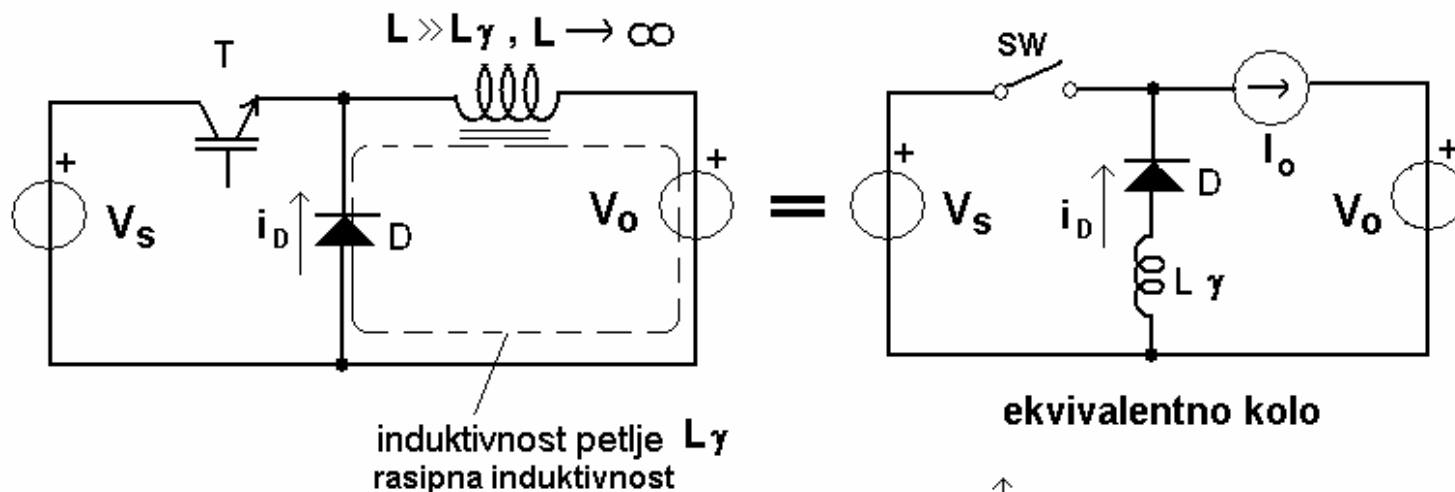 L >> Lγ , L → ∞
T
+
Vs
iD
D
+
Vo
=
SW
+
Vs
iD
D
Lγ
Io
+
Vo
induktivnost petlje Lγ
rasipna induktivnost
ekvivalentno kolo